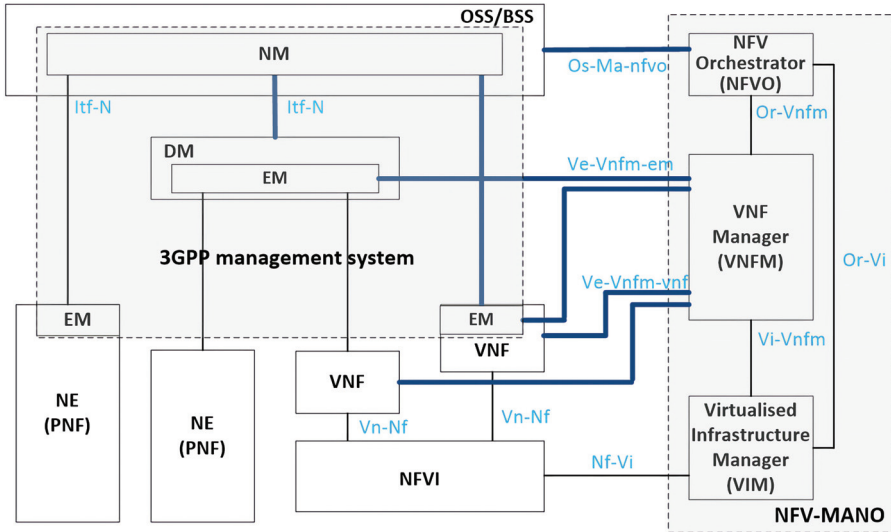 OSS/BSS
NM
NFV
Orchestrator
(NFVO)
Os-Ma-nfvo
Itf-N
Itf-N
Or-Vnfm
DM
EM
Ve-Vnfm-em
VNF
Manager
(VNFM)
3GPP management system
Or-Vi
Ve-Vnfm-vnf
EM
EM
VNF
Vi-Vnfm
NE
(PNF)
NE
(PNF)
VNF
Vn-Nf
Vn-Nf
Virtualised
Infrastructure
Manager
(VIM)
NFVI
Nf-Vi
NFV-MANO